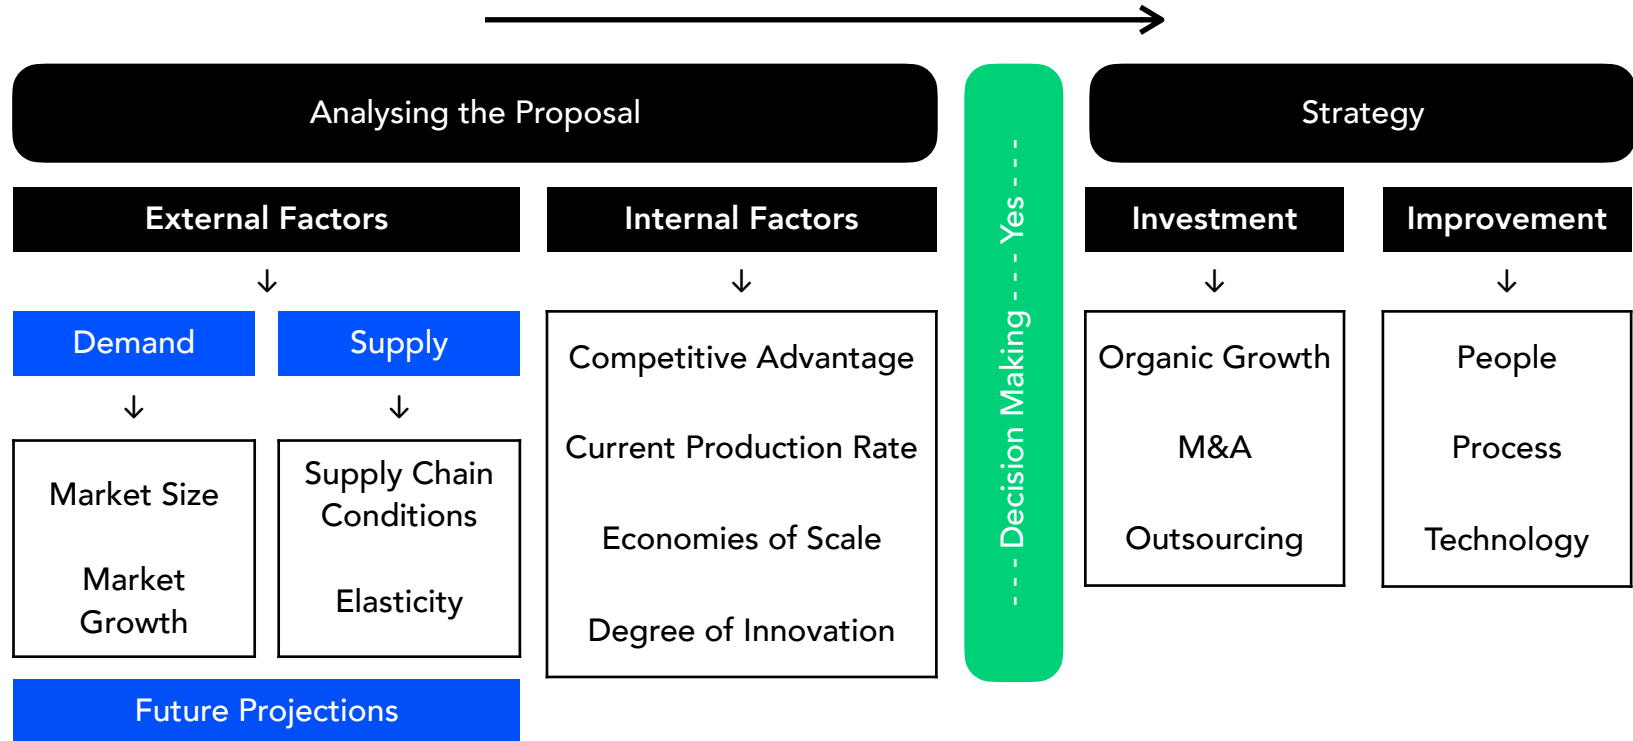 Analysing the Proposal
External Factors
Demand
Market Size
Market
Growth
Supply
Supply Chain
Conditions
Elasticity
Future Projections
Internal Factors
Competitive Advantage
Current Production Rate
Economies of Scale
Degree of Innovation
- - - Decision Making - - - Yes - - - -
Strategy
Investment
Organic Growth
M&A
Outsourcing
Improvement
People
Process
Technology